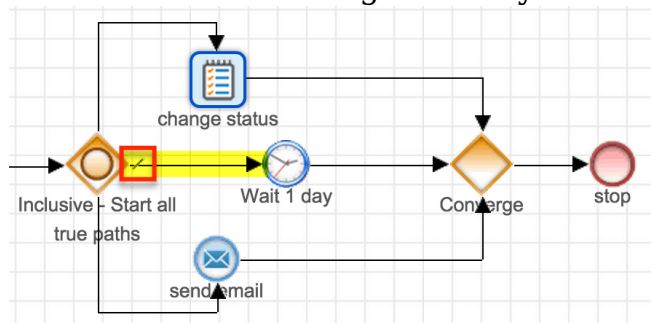 change status
Inclusive - Start all
true paths
Wait 1 day
Converge
stop
send email